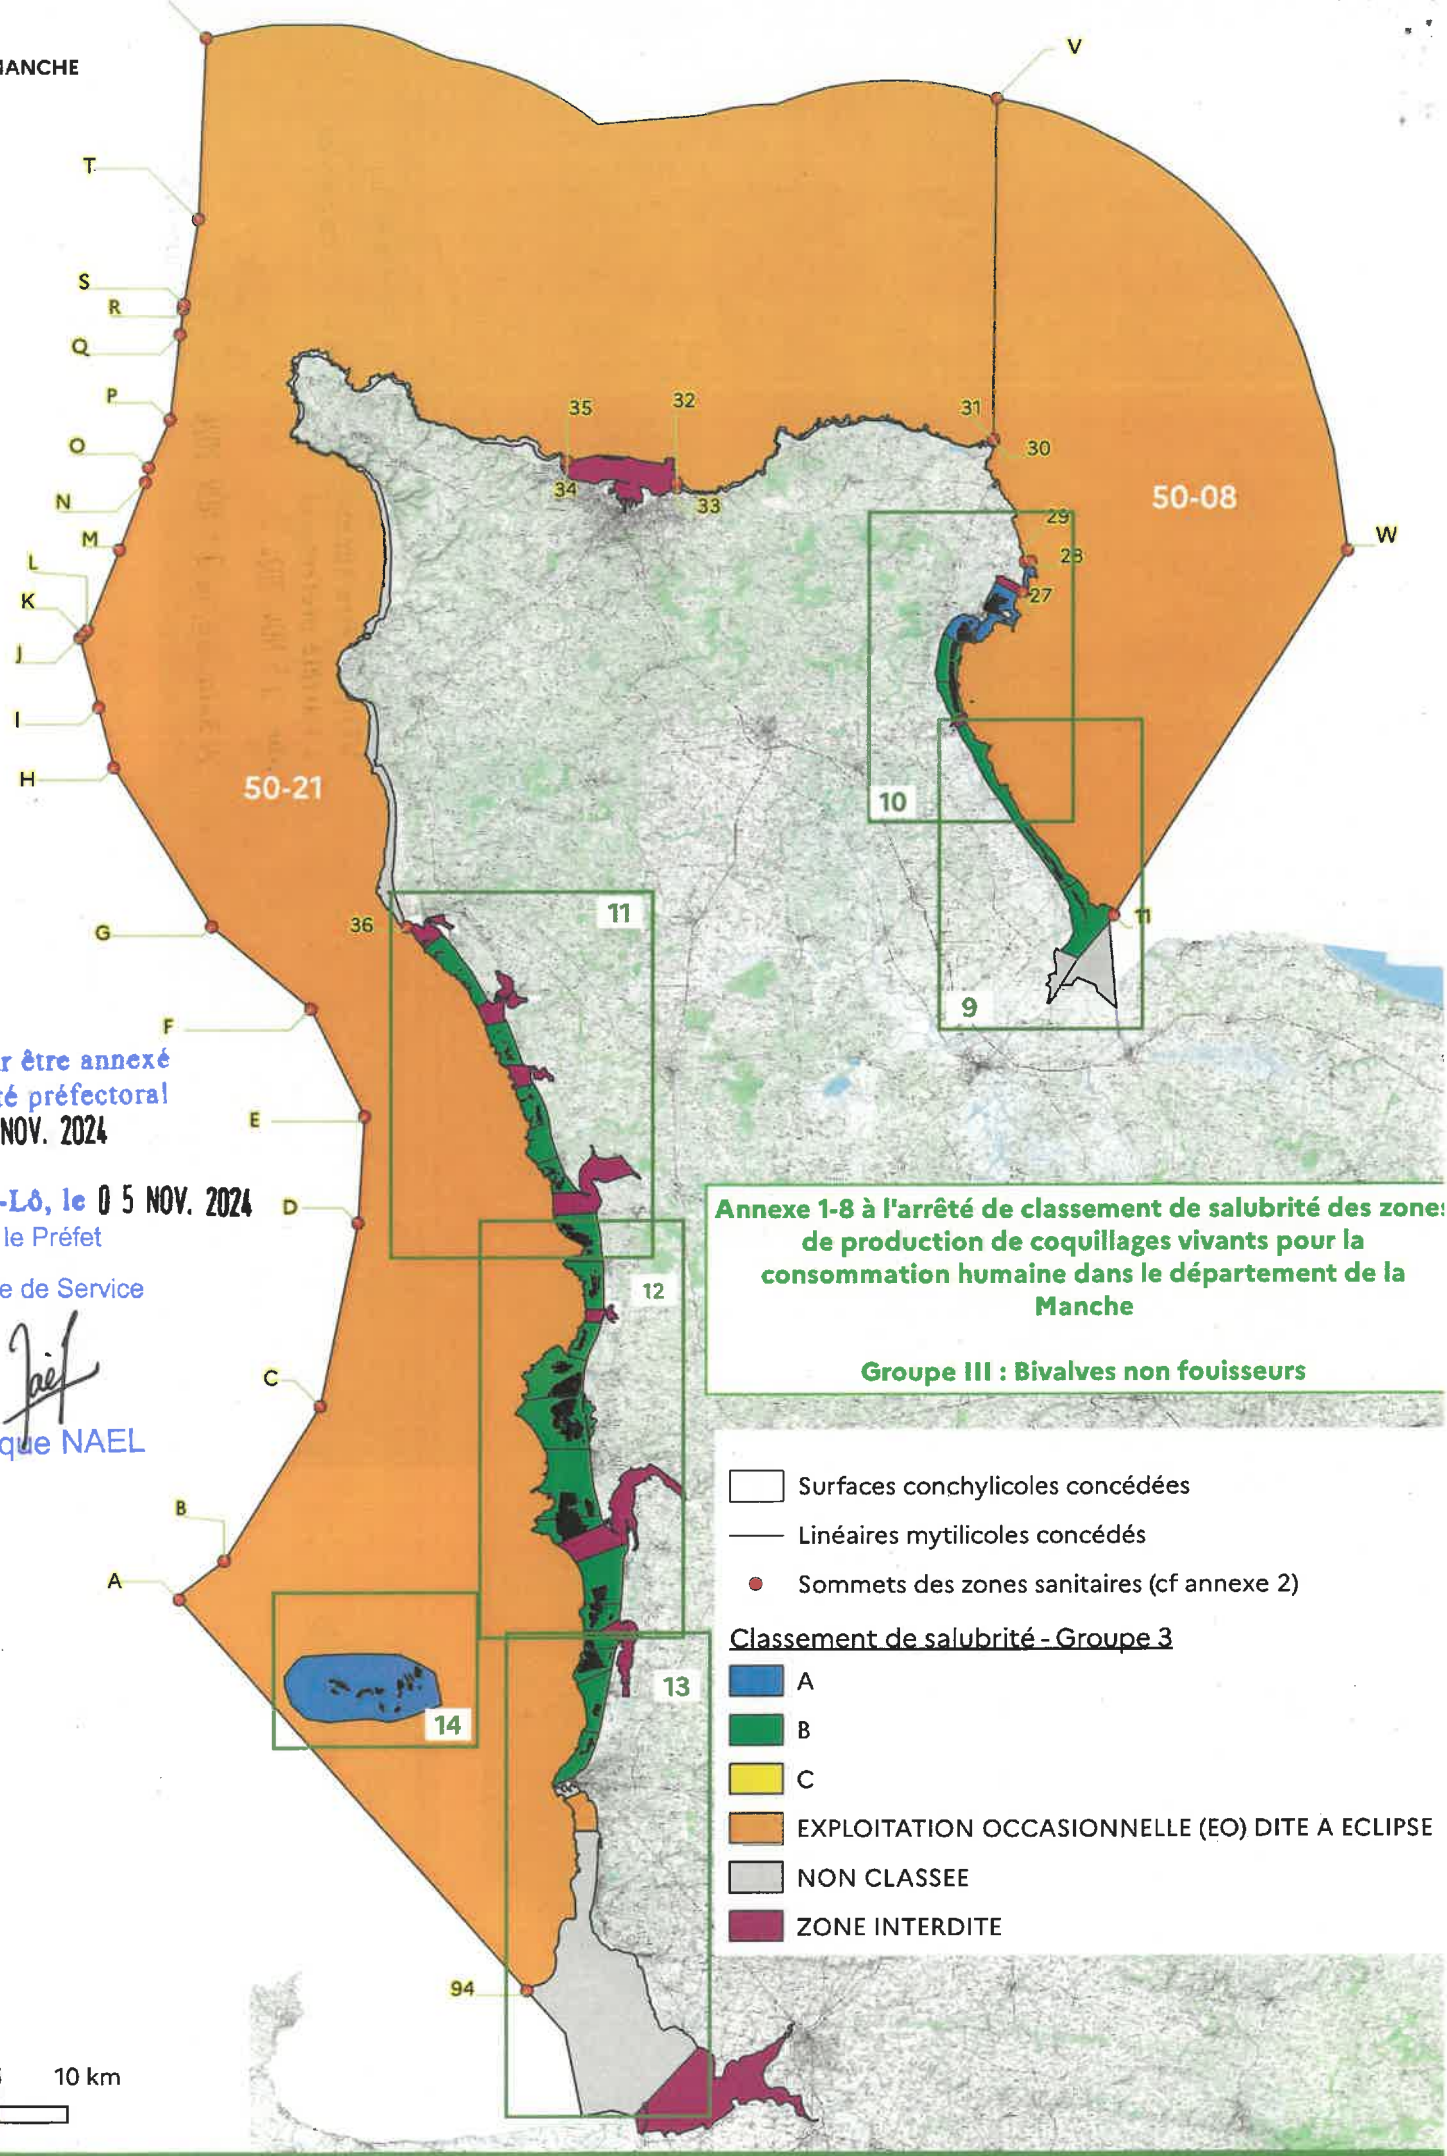 MANCHE
V
T
S
R
Q
P
O
N
M
L
K
J
I
H
G
F
E
D
C
B
A
W
35
32
31
30
34
33
29
28
27
50-08
50-21
10
11
36
11
9
12
13
14
94
r être annexé
té préfectoral
NOV. 2024
-Lô, le 0 5 NOV. 2024
le Préfet
e de Service
que NAEL
Annexe 1-8 à l'arrêté de classement de salubrité des zones
de production de coquillages vivants pour la
consommation humaine dans le département de la
Manche
Groupe III : Bivalves non fouisseurs
Surfaces conchylicoles concédées
Linéaires mytilicoles concédés
Sommets des zones sanitaires (cf annexe 2)
Classement de salubrité - Groupe 3
A
B
C
EXPLOITATION OCCASIONNELLE (EO) DITE A ECLIPSE
NON CLASSEE
ZONE INTERDITE
10 km